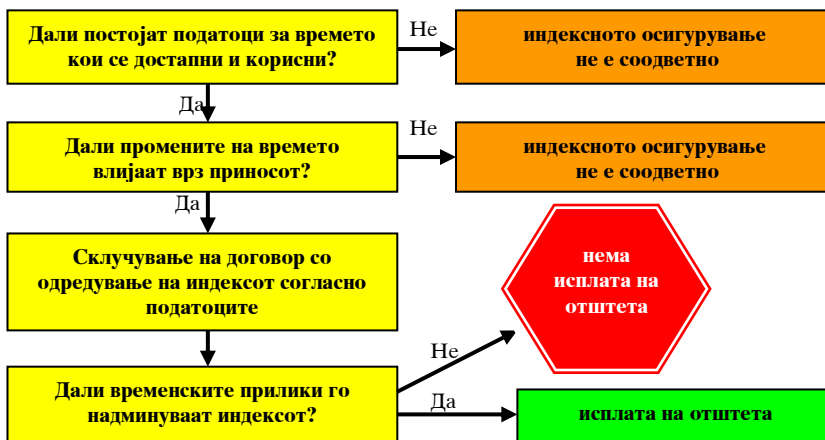 Дали постојат податоци за времето
кои се достапни и корисни?
Не
индексното осигурување
не е соодветно
Да
Дали промените на времето
влијаат врз приносот?
Не
индексното осигурување
не е соодветно
Да
Склучување на договор со
одредување на индексот согласно
податоците
нема
исплата на
отштета
Не
Дали временските прилики го
надминуваат индексот?
Да
исплата на отштета